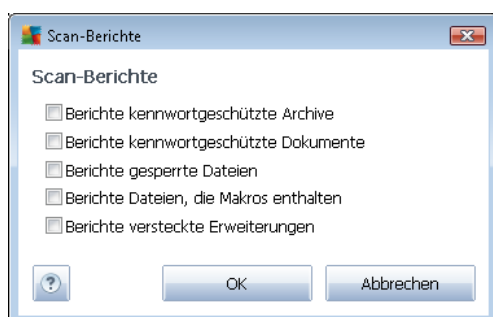 Scan-Berichte
Scan-Berichte
Berichte kennwortgeschützte Archive
Berichte kennwortgeschützte Dokumente
Berichte gesperrte Dateien
Berichte Dateien, die Makros enthalten
Berichte versteckte Erweiterungen
? OK Abbrechen